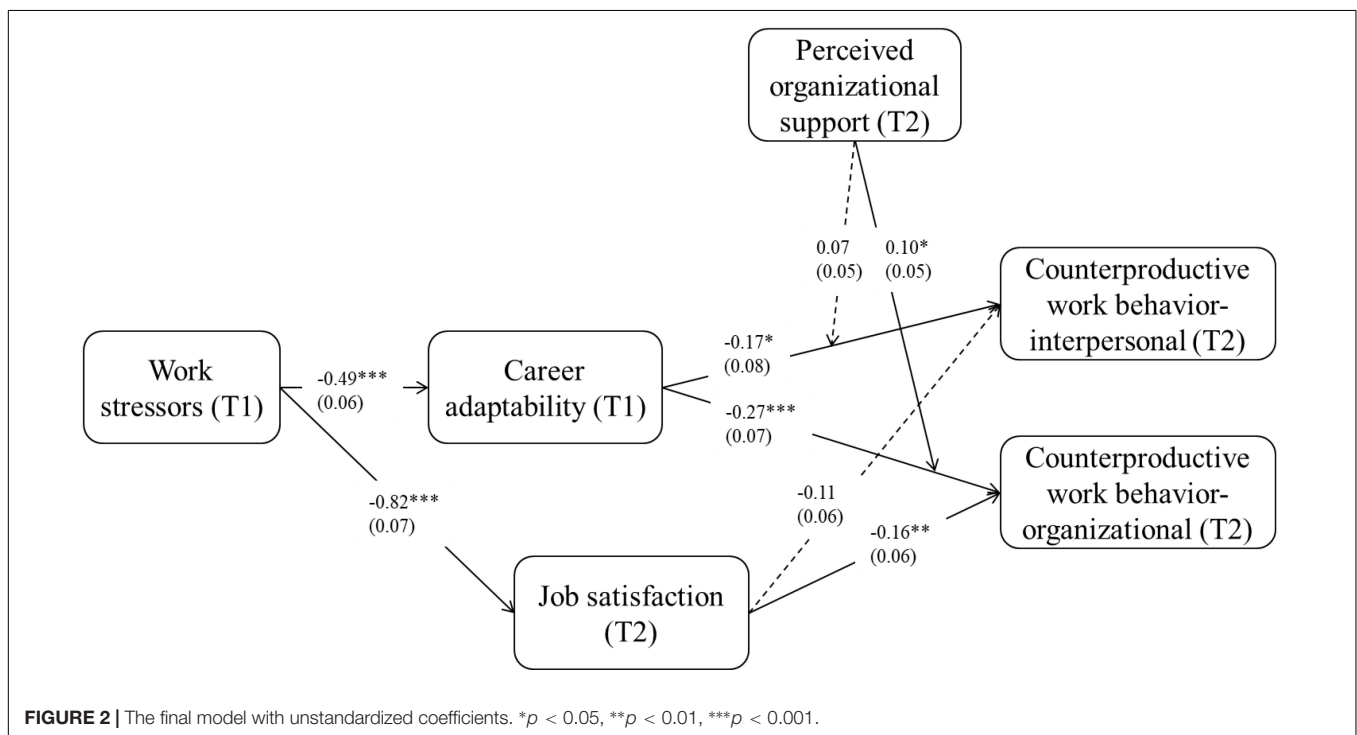 Perceived
organizational
support (T2)
0.07
(0.05)
0.10*
(0.05)
Counterproductive
work behavior-
interpersonal (T2)
-0.17*
(0.08)
Work
stressors (T1)
-0.49***
(0.06)
Career
adaptability (T1)
-0.27***
(0.07)
Counterproductive
work behavior-
organizational (T2)
-0.82***
(0.07)
-0.11
(0.06)
-0.16**
(0.06)
Job satisfaction
(T2)
FIGURE 2 | The final model with unstandardized coefficients. *p < 0.05, **p < 0.01, ***p < 0.001.